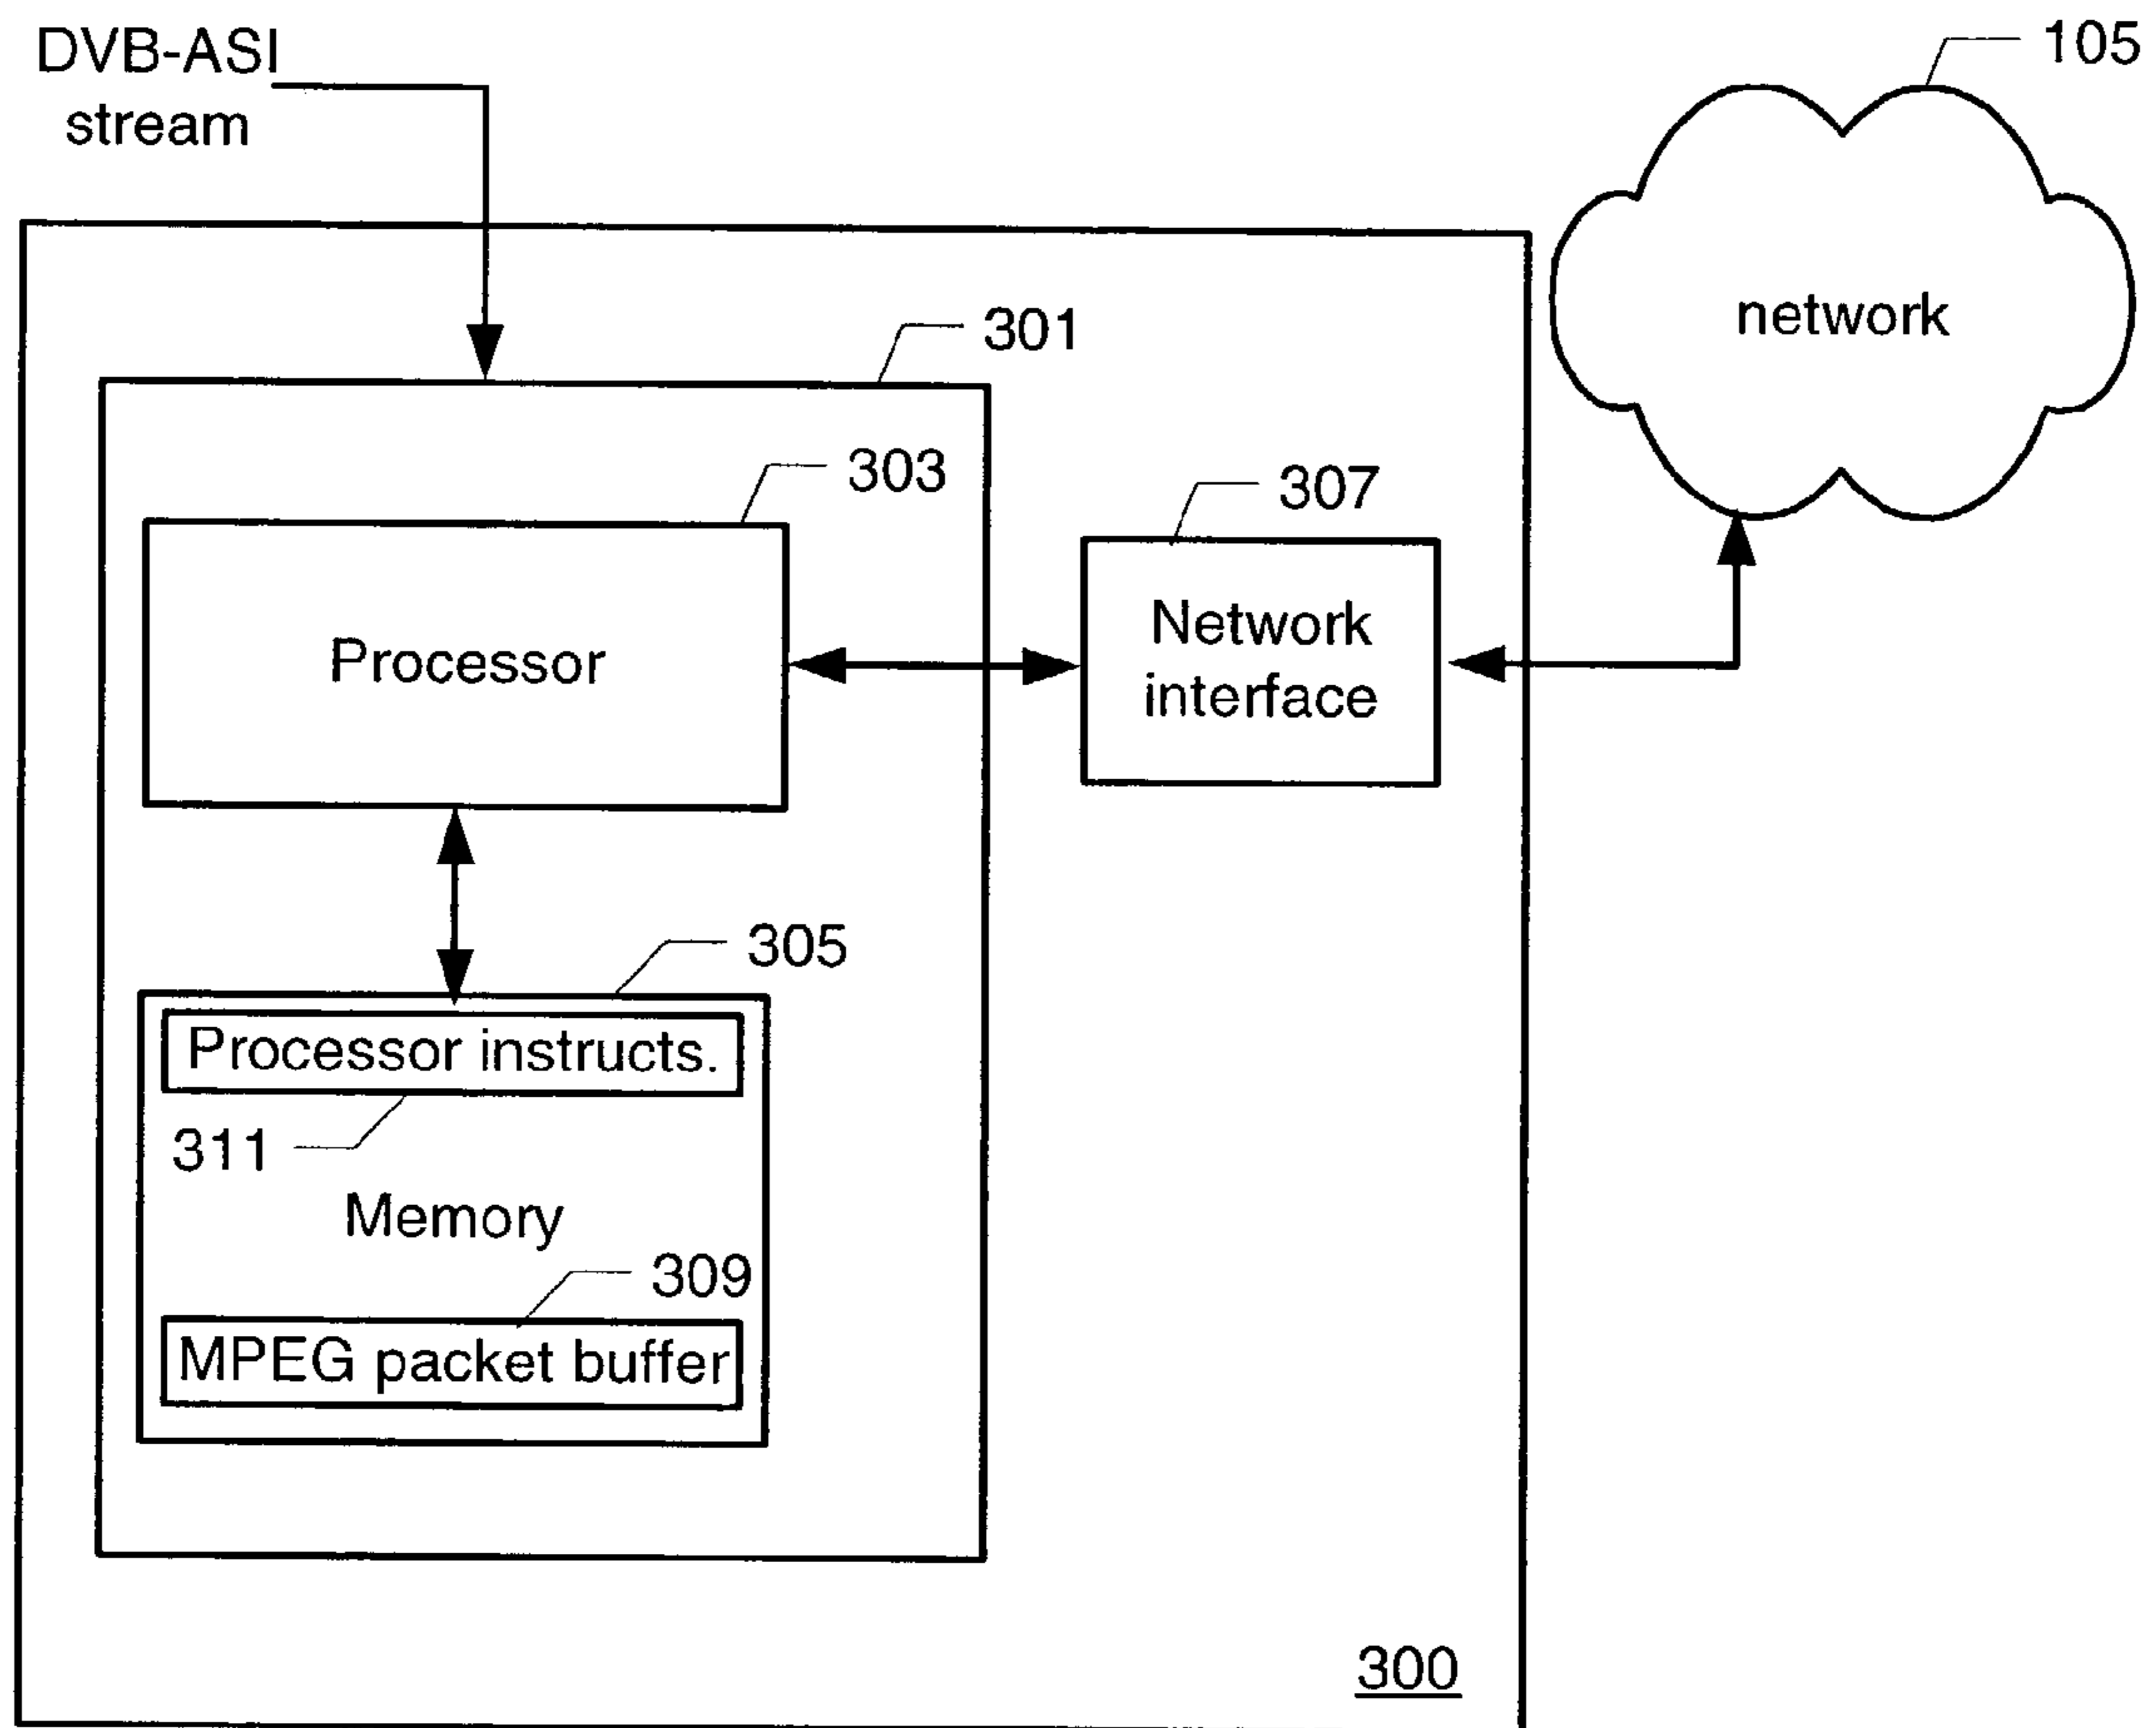 DVB-ASI
stream
105
network
301
303
307
Processor
Network
interface
305
Processor instructs.
311
Memory
309
MPEG packet buffer
300